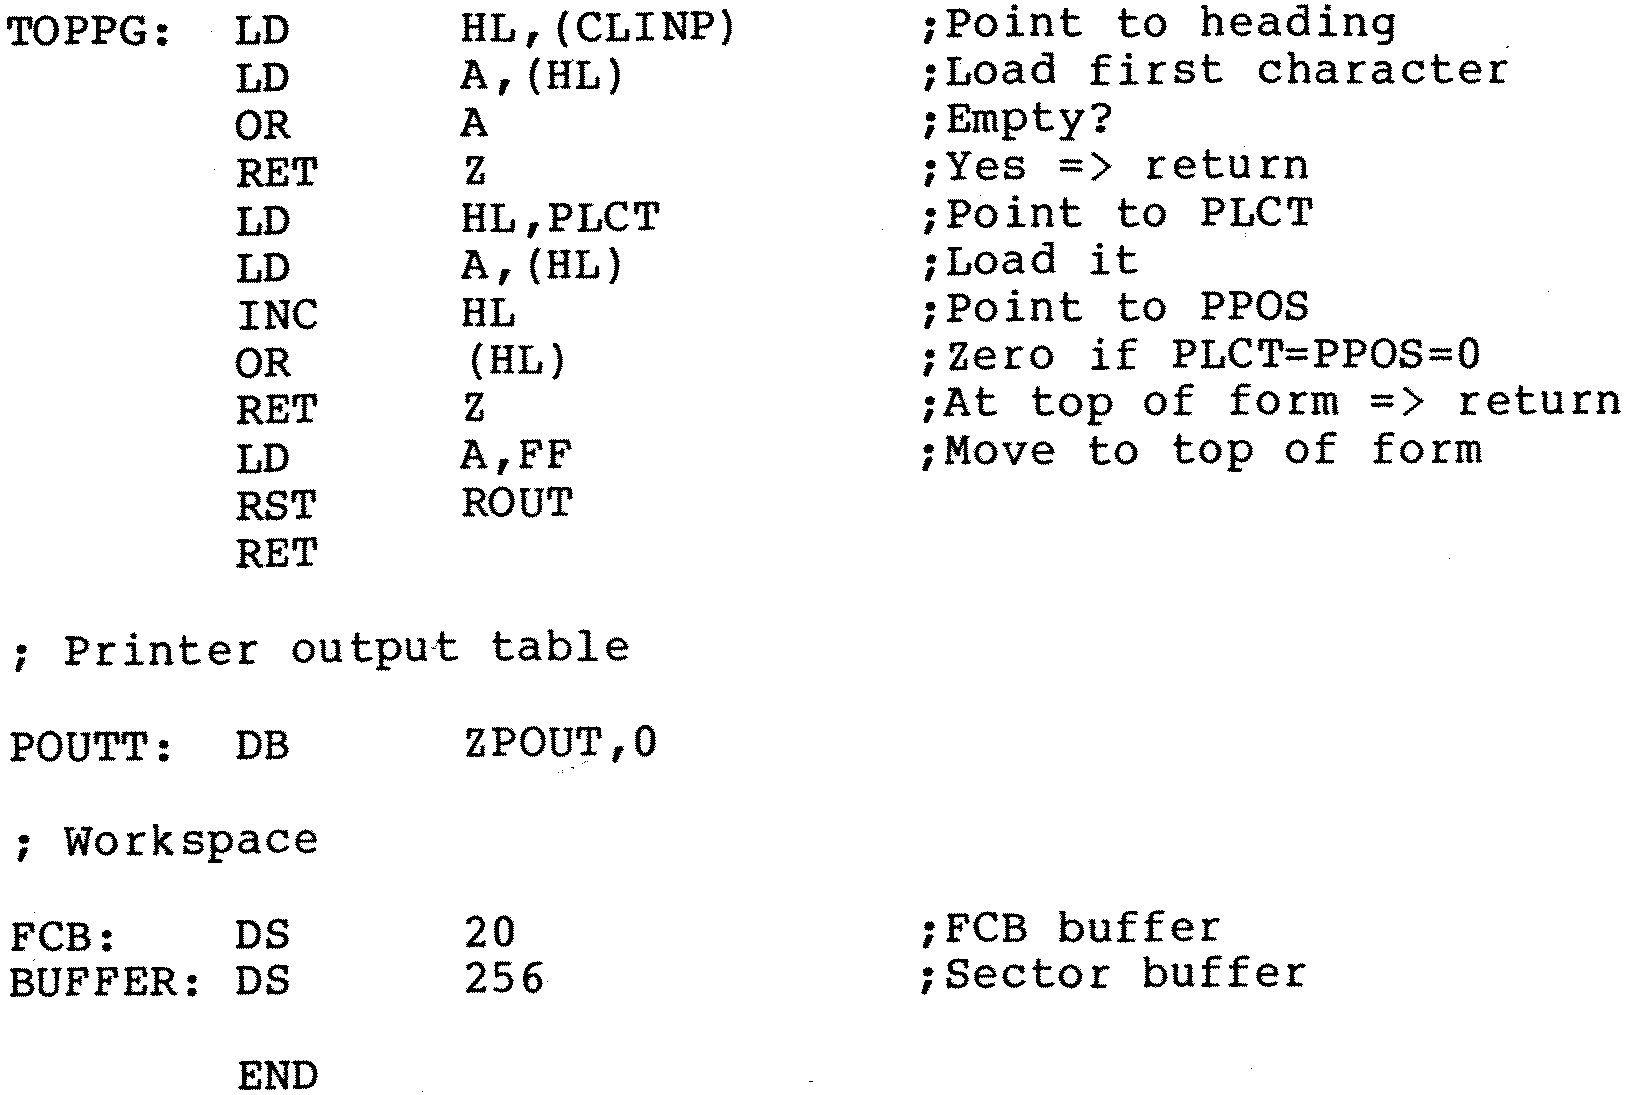 TOPPG: LD HL,(CLINP) ;Point to heading
LD A,(HL) ;Load first character
OR A ;Empty?
RET Z ;Yes => return
LD HL,PLCT ;Point to PLCT
LD A,(HL) ;Load it
INC HL ;Point to PPOS
OR (HL) ;Zero if PLCT=PPOS=0
RET Z ;At top of form => return
LD A,FF ;Move to top of form
RST ROUT
RET
; Printer output table
POUTT: DB ZPOUT,0
; Workspace
FCB: DS 20 ;FCB buffer
BUFFER: DS 256 ;Sector buffer
END